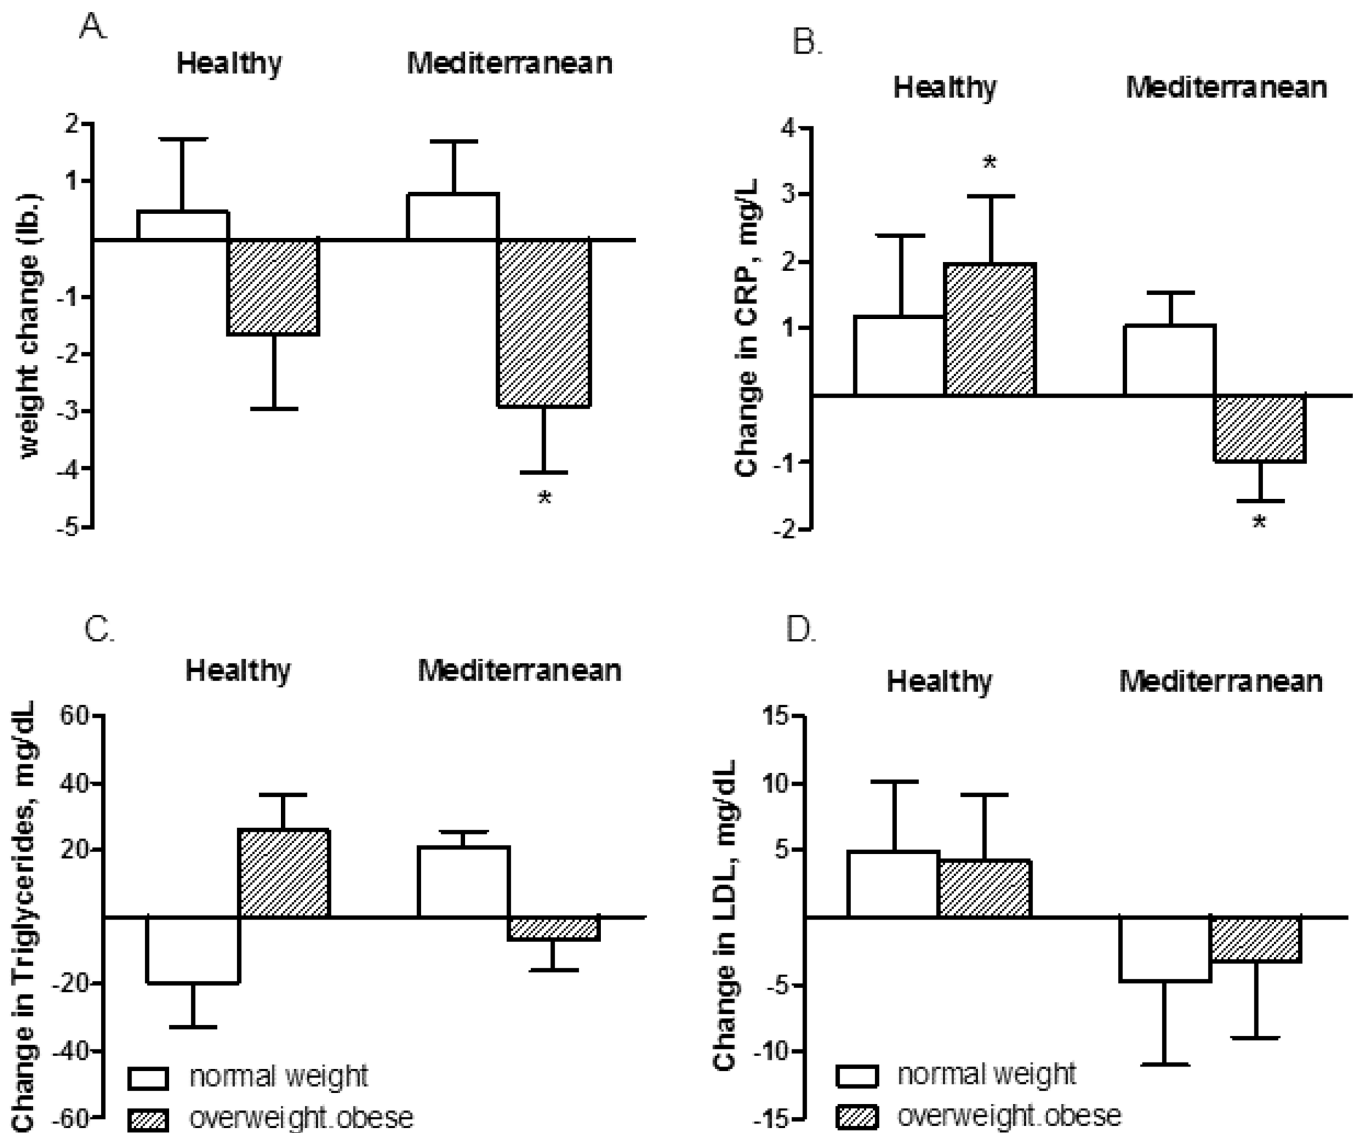 A.
Healthy Mediterranean
2
1
-1
-2
-3
-4
-5
weight change (lb.)
*
B.
Healthy Mediterranean
4
3
2
1
-1
-2
Change in CRP, mg/L
*
*
C.
Healthy Mediterranean
60
40
20
-20
-40
-60
Change in Triglycerides, mg/dL
normal weight
overweight.obese
D.
Healthy Mediterranean
15
10
5
-5
-10
-15
Change in LDL, mg/dL
normal weight
overweight.obese